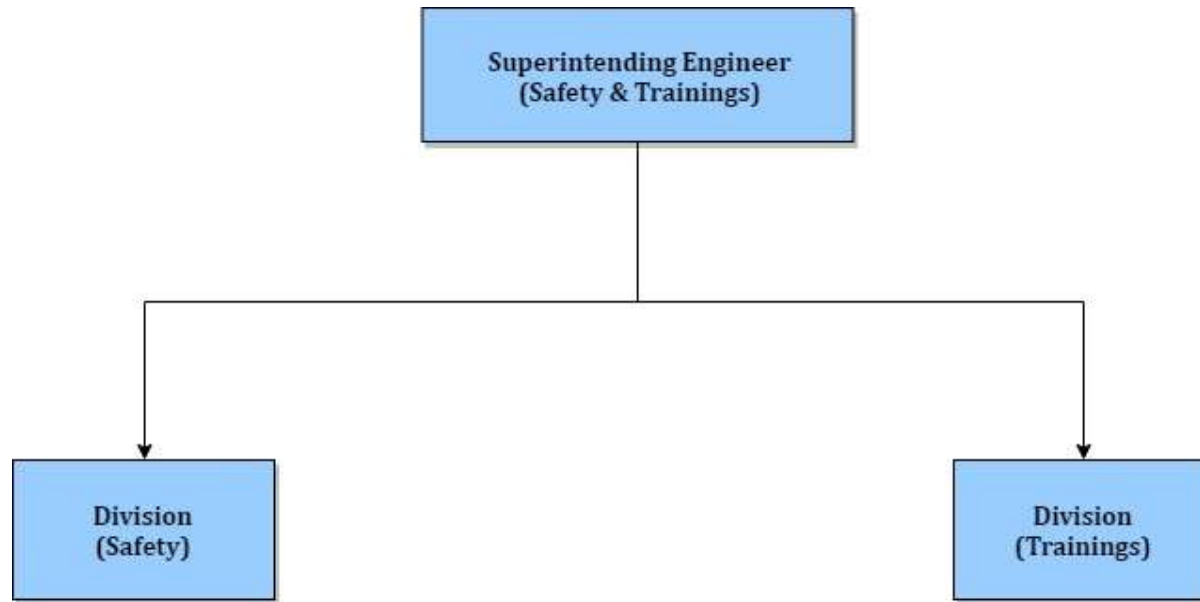 Superintending Engineer
(Safety & Trainings)
Division
(Safety)
Division
(Trainings)